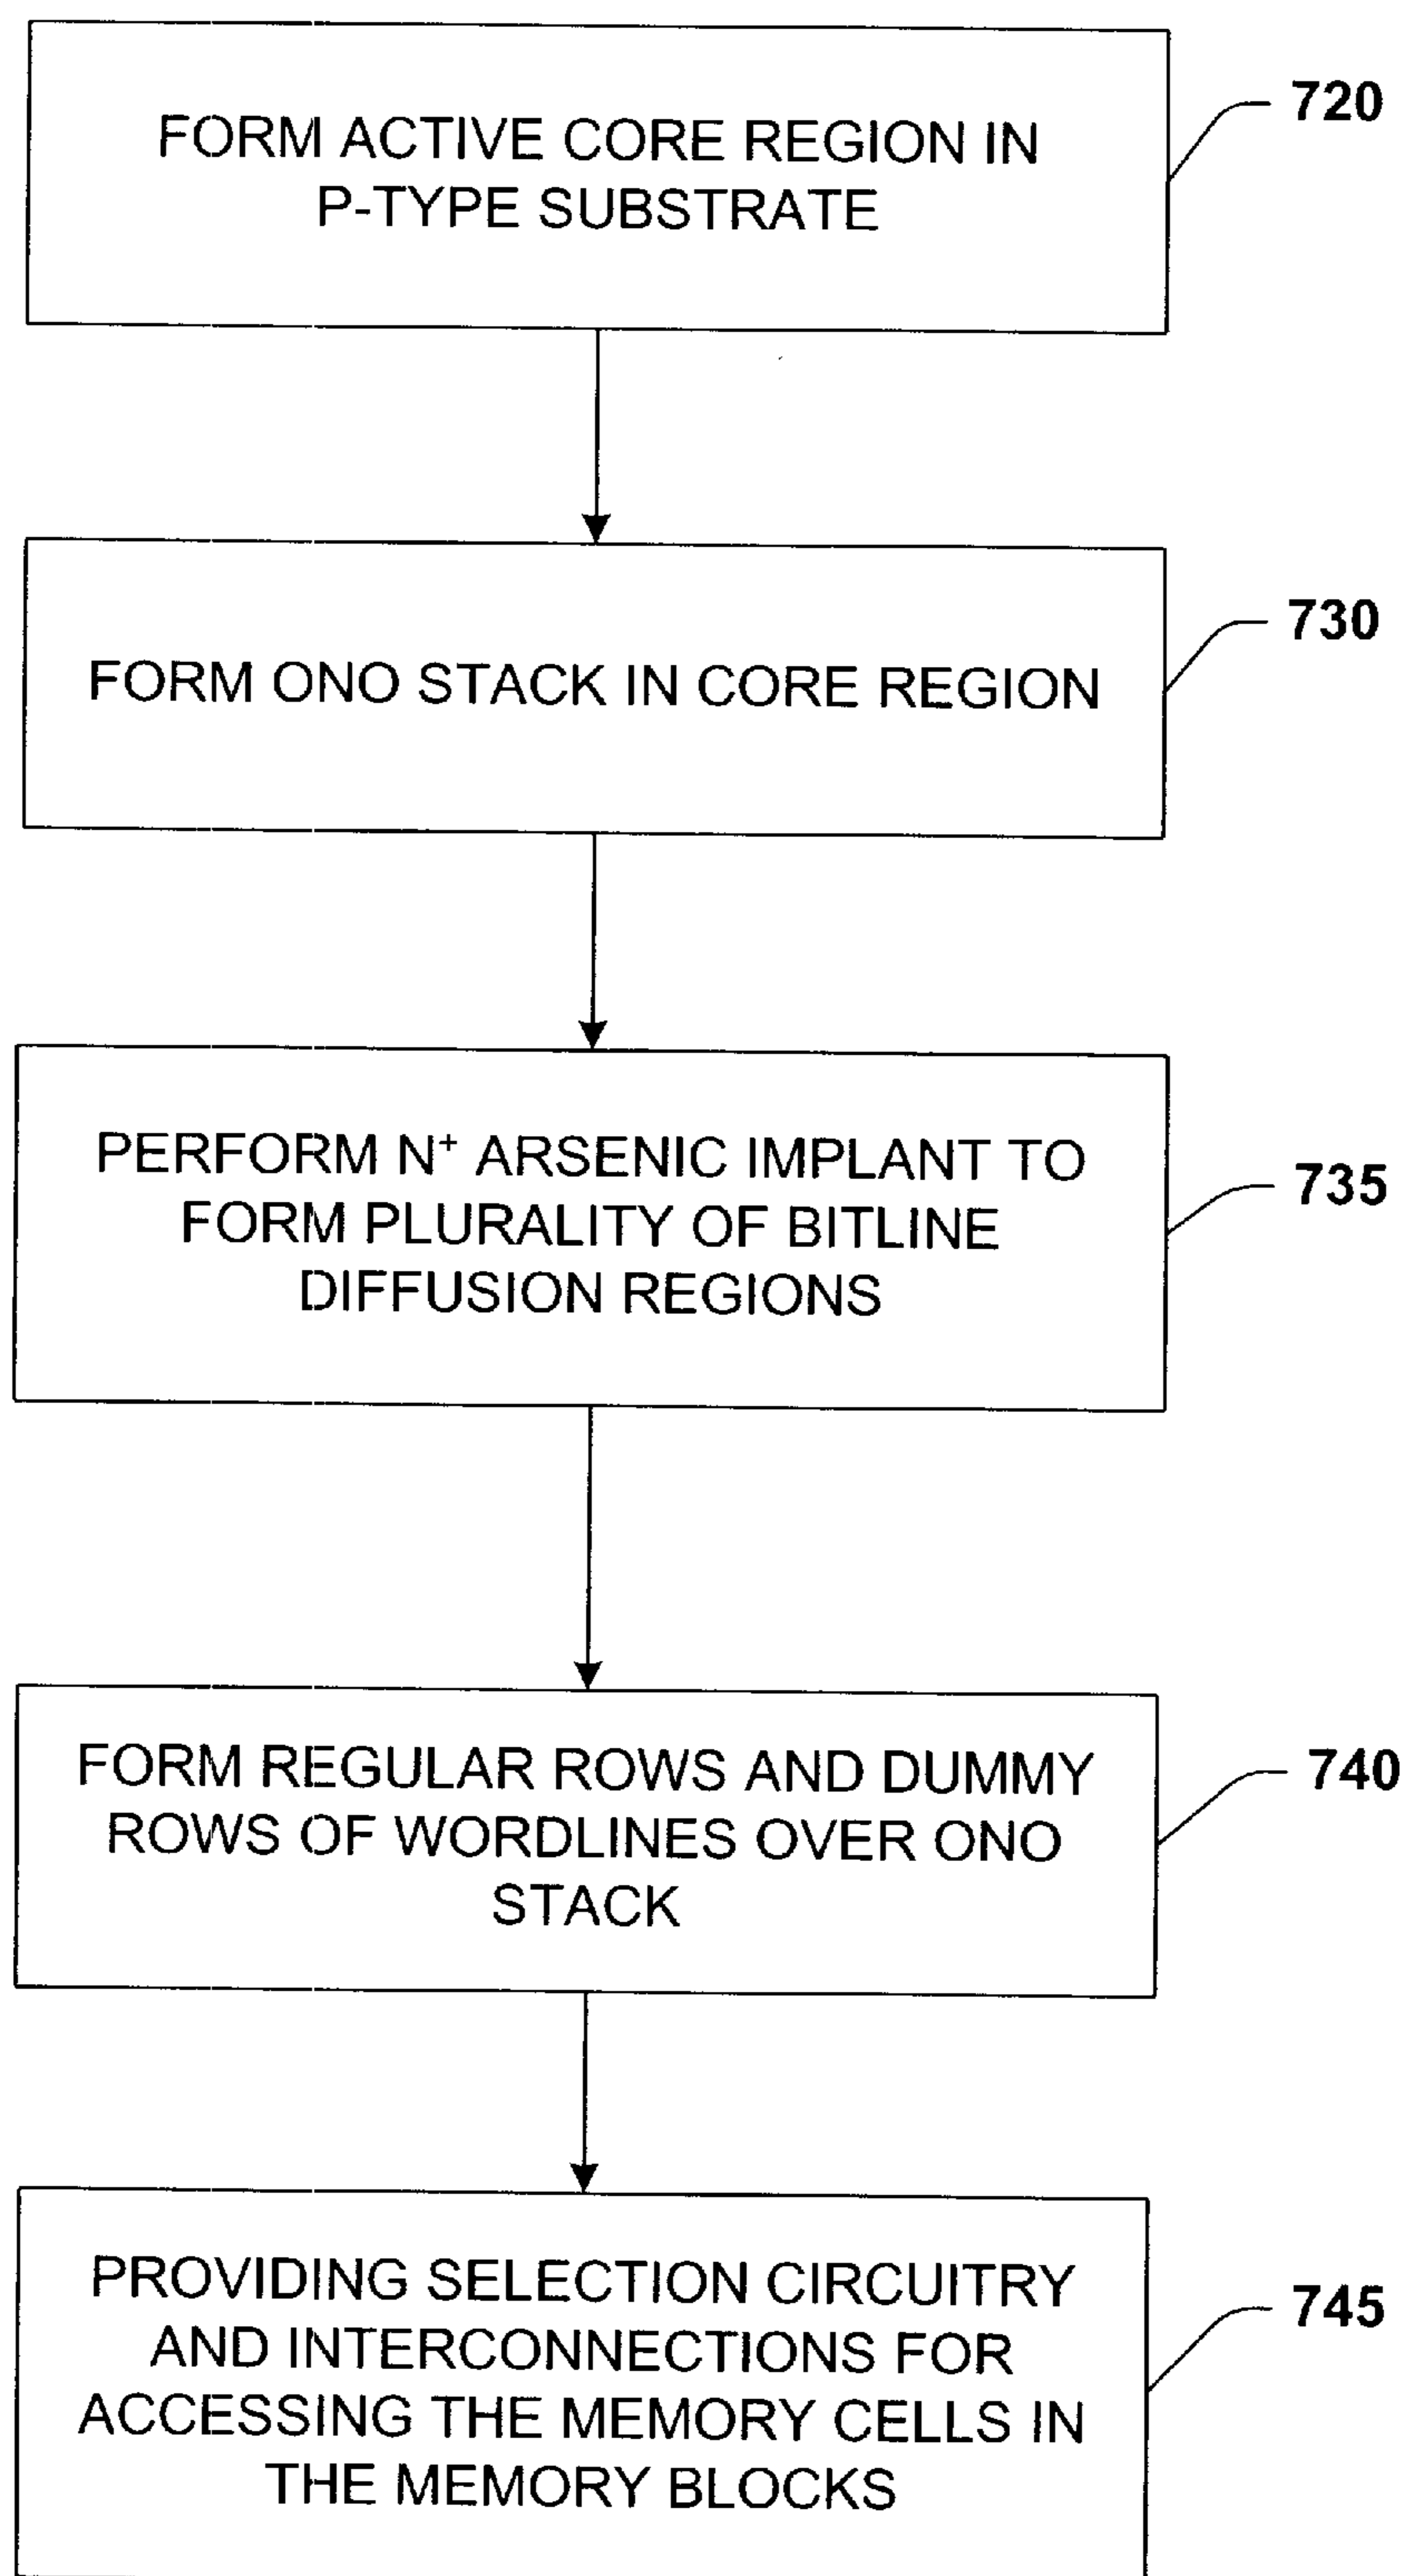 FORM ACTIVE CORE REGION IN
P-TYPE SUBSTRATE
720
FORM ONO STACK IN CORE REGION
730
PERFORM N⁺ ARSENIC IMPLANT TO
FORM PLURALITY OF BITLINE
DIFFUSION REGIONS
735
FORM REGULAR ROWS AND DUMMY
ROWS OF WORDLINES OVER ONO
STACK
740
PROVIDING SELECTION CIRCUITRY
AND INTERCONNECTIONS FOR
ACCESSING THE MEMORY CELLS IN
THE MEMORY BLOCKS
745